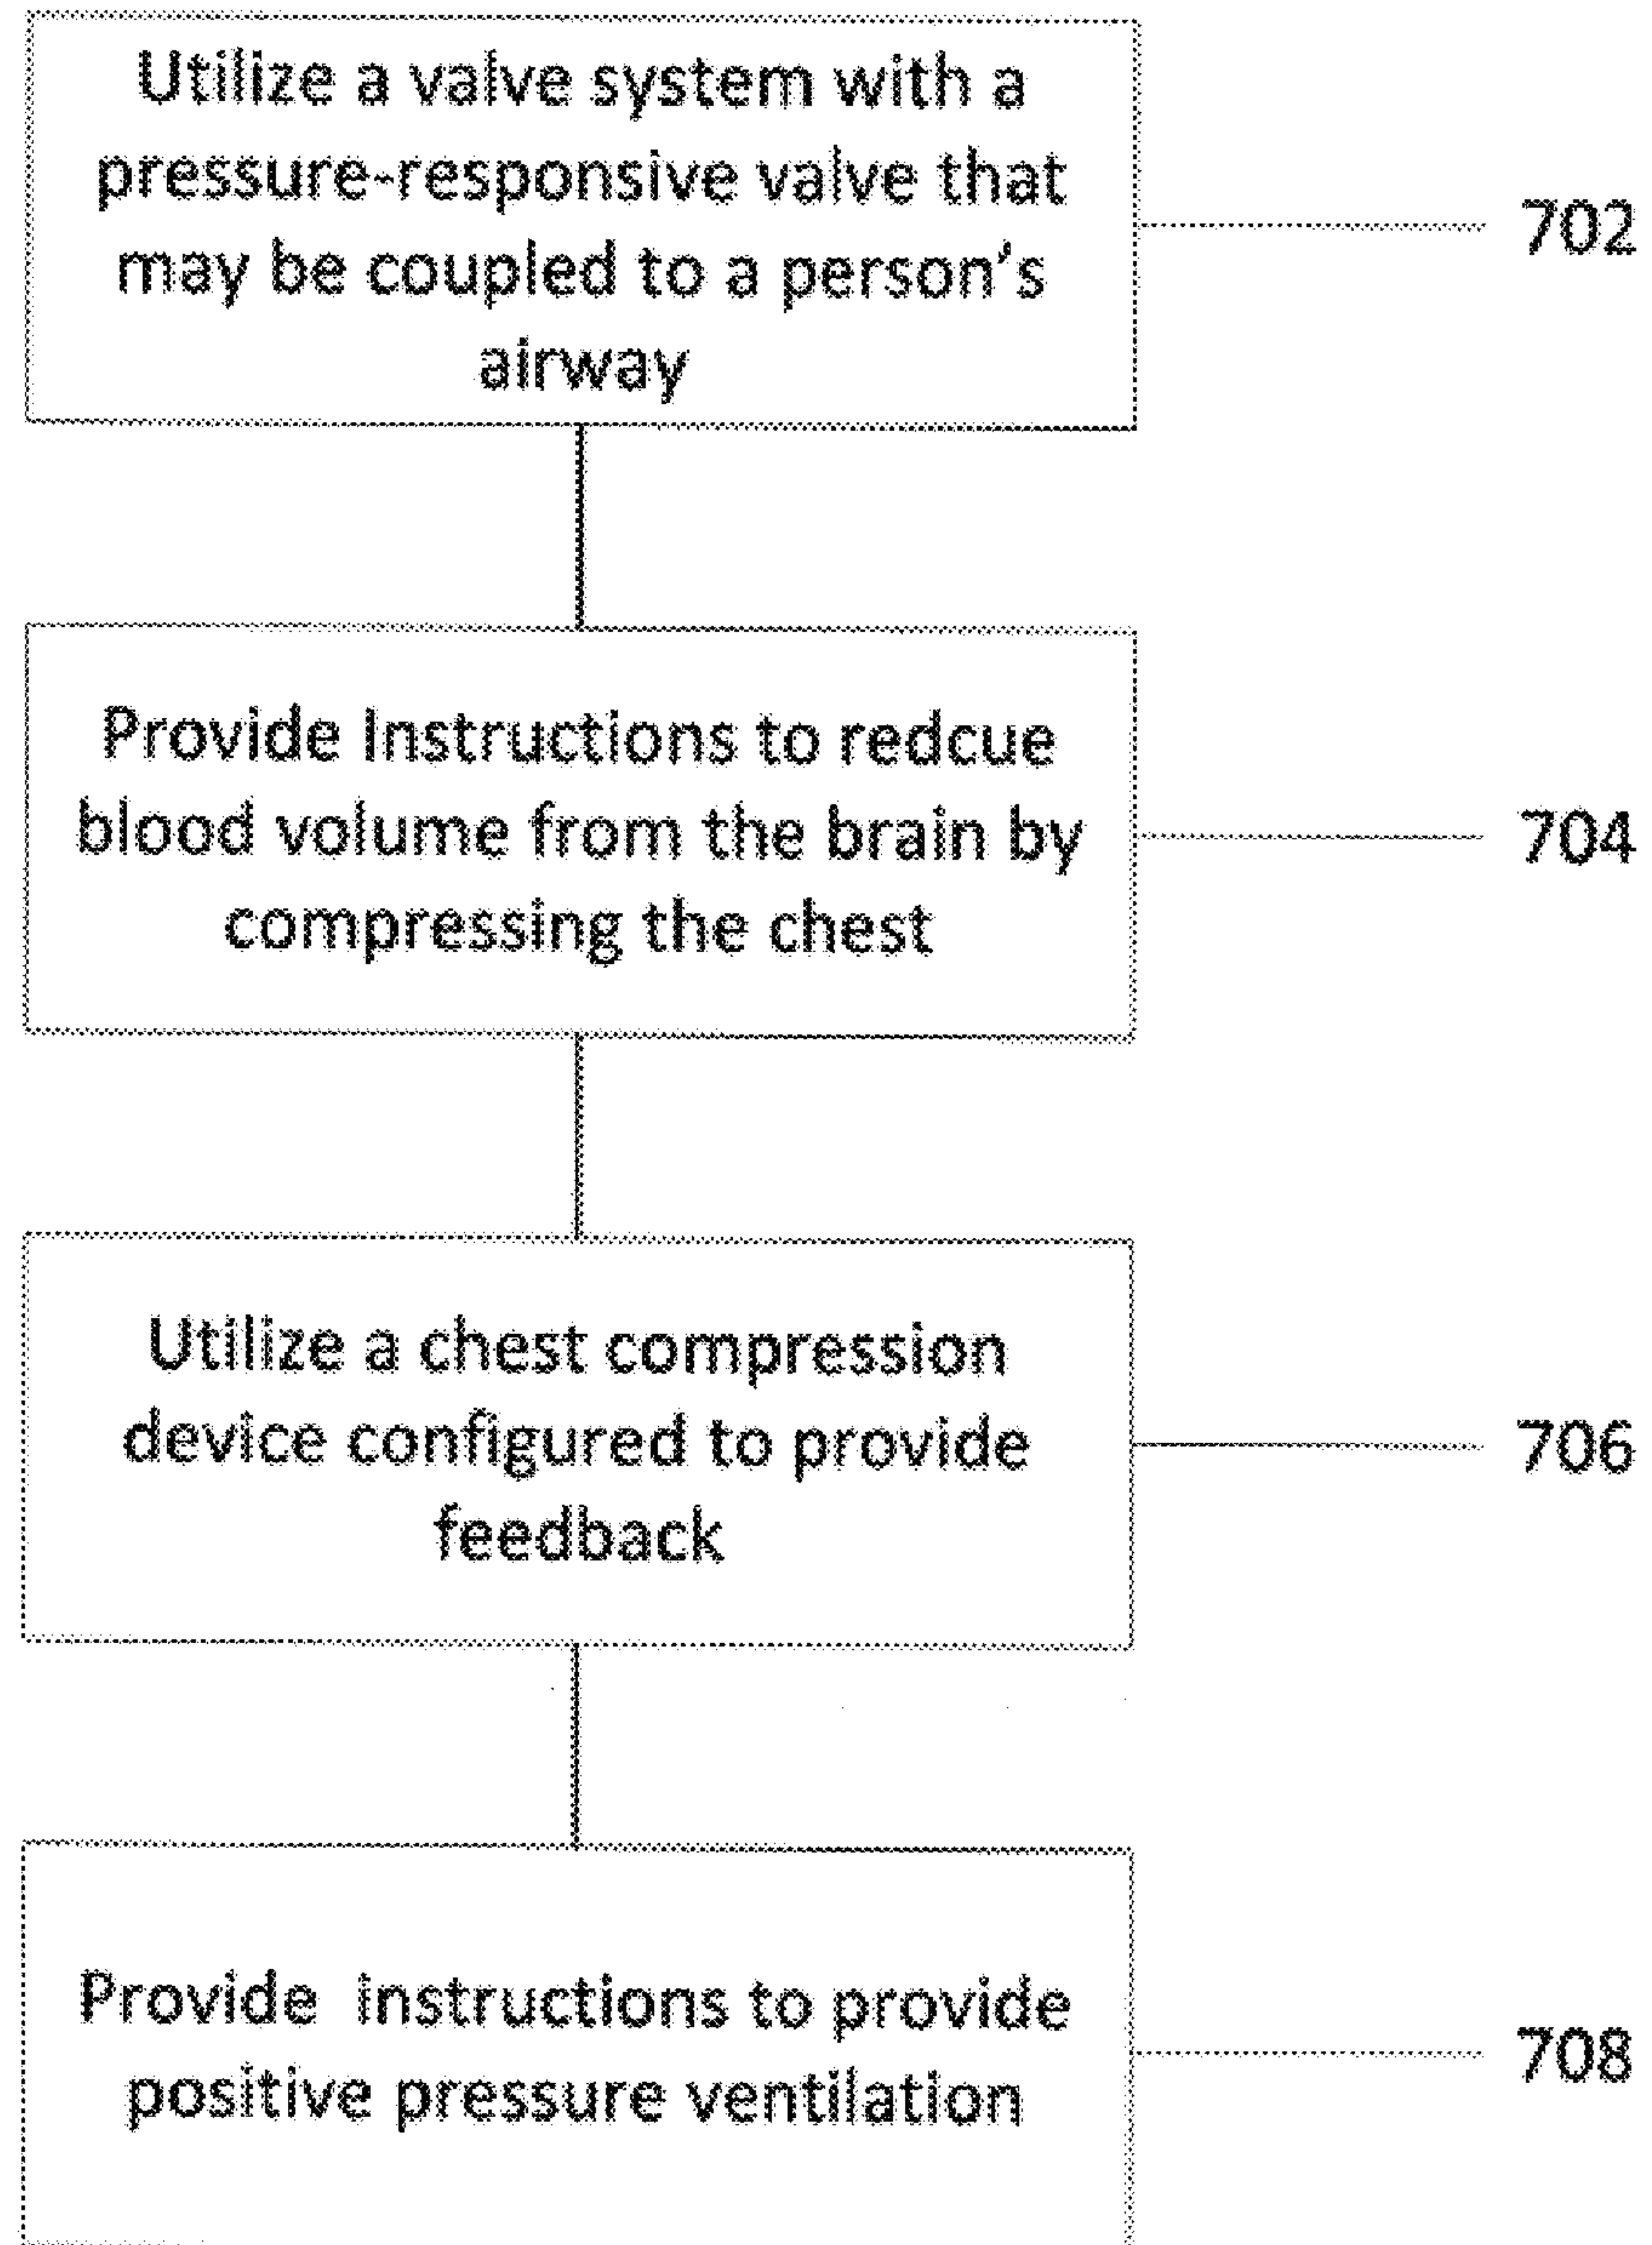 Utilize a valve system with a
pressure-responsive valve that
may be coupled to a person's
airway
702
Provide Instructions to redcue
blood volume from the brain by
compressing the chest
704
Utilize a chest compression
device configured to provide
feedback
706
Provide instructions to provide
positive pressure ventilation
708